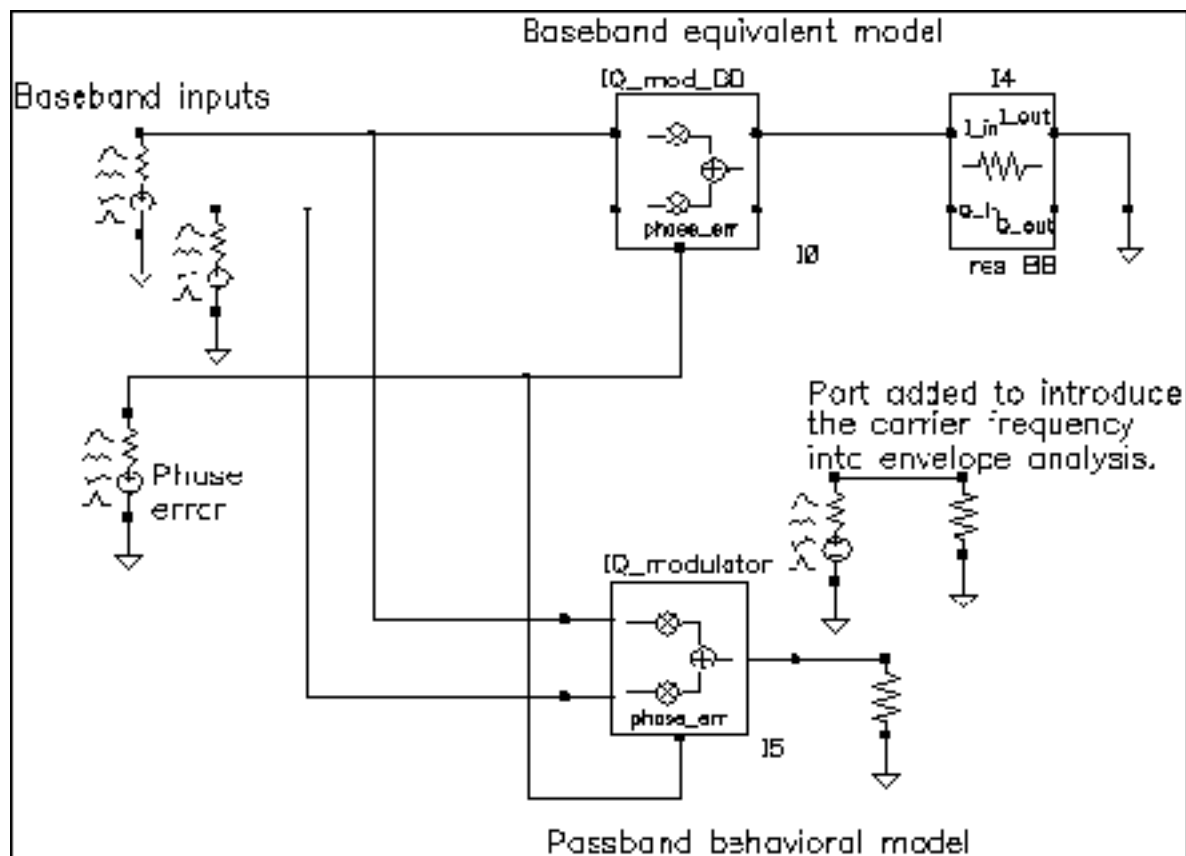 Baseband equivalent model
IQ_mod_BB
I4
Baseband inputs
I_in I_out
Q_in Q_out
phase_err
I0
res BB
Part added to introduce
the carrier frequency
into envelope analysis.
Phase
error
IQ_modulator
phase_err
I5
Passband behavioral model